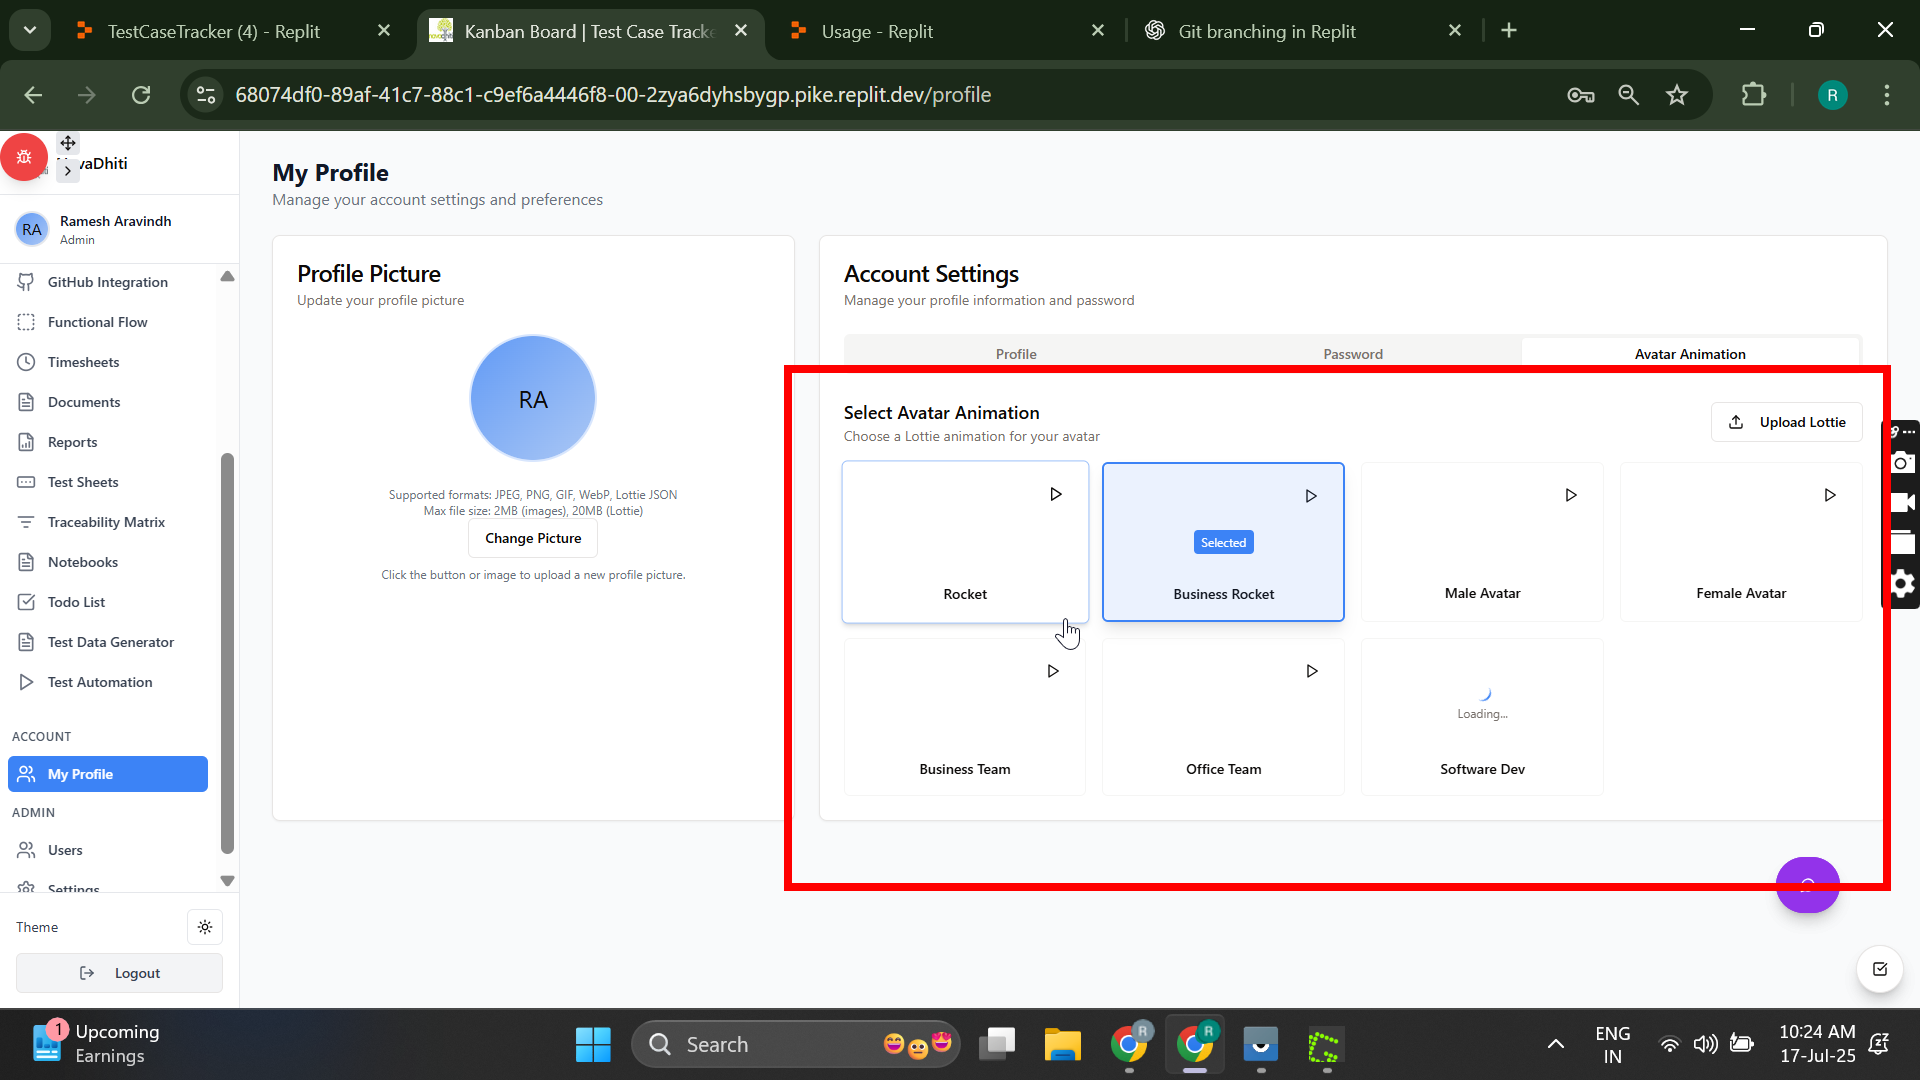 TestCaseTracker (4) - Replit
Kanban Board | Test Case Tracke
Usage - Replit
Git branching in Replit
68074df0-89af-41c7-88c1-c9ef6a4446f8-00-2zya6dyhsbygp.pike.replit.dev/profile
R
vaDhiti
RA
Ramesh Aravindh
Admin
GitHub Integration
Functional Flow
Timesheets
Documents
Reports
Test Sheets
Traceability Matrix
Notebooks
Todo List
Test Data Generator
Test Automation
ACCOUNT
My Profile
ADMIN
Users
Settings
Theme
Logout
My Profile
Manage your account settings and preferences
Profile Picture
Update your profile picture
RA
Supported formats: JPEG, PNG, GIF, WebP, Lottie JSON
Max file size: 2MB (images), 20MB (Lottie)
Change Picture
Click the button or image to upload a new profile picture.
Account Settings
Manage your profile information and password
Profile
Password
Avatar Animation
Select Avatar Animation
Choose a Lottie animation for your avatar
Upload Lottie
Rocket
Selected
Business Rocket
Male Avatar
Female Avatar
Business Team
Office Team
Loading...
Software Dev
1
Upcoming
Earnings
Search
R
R
ENG
IN
10:24 AM
17-Jul-25